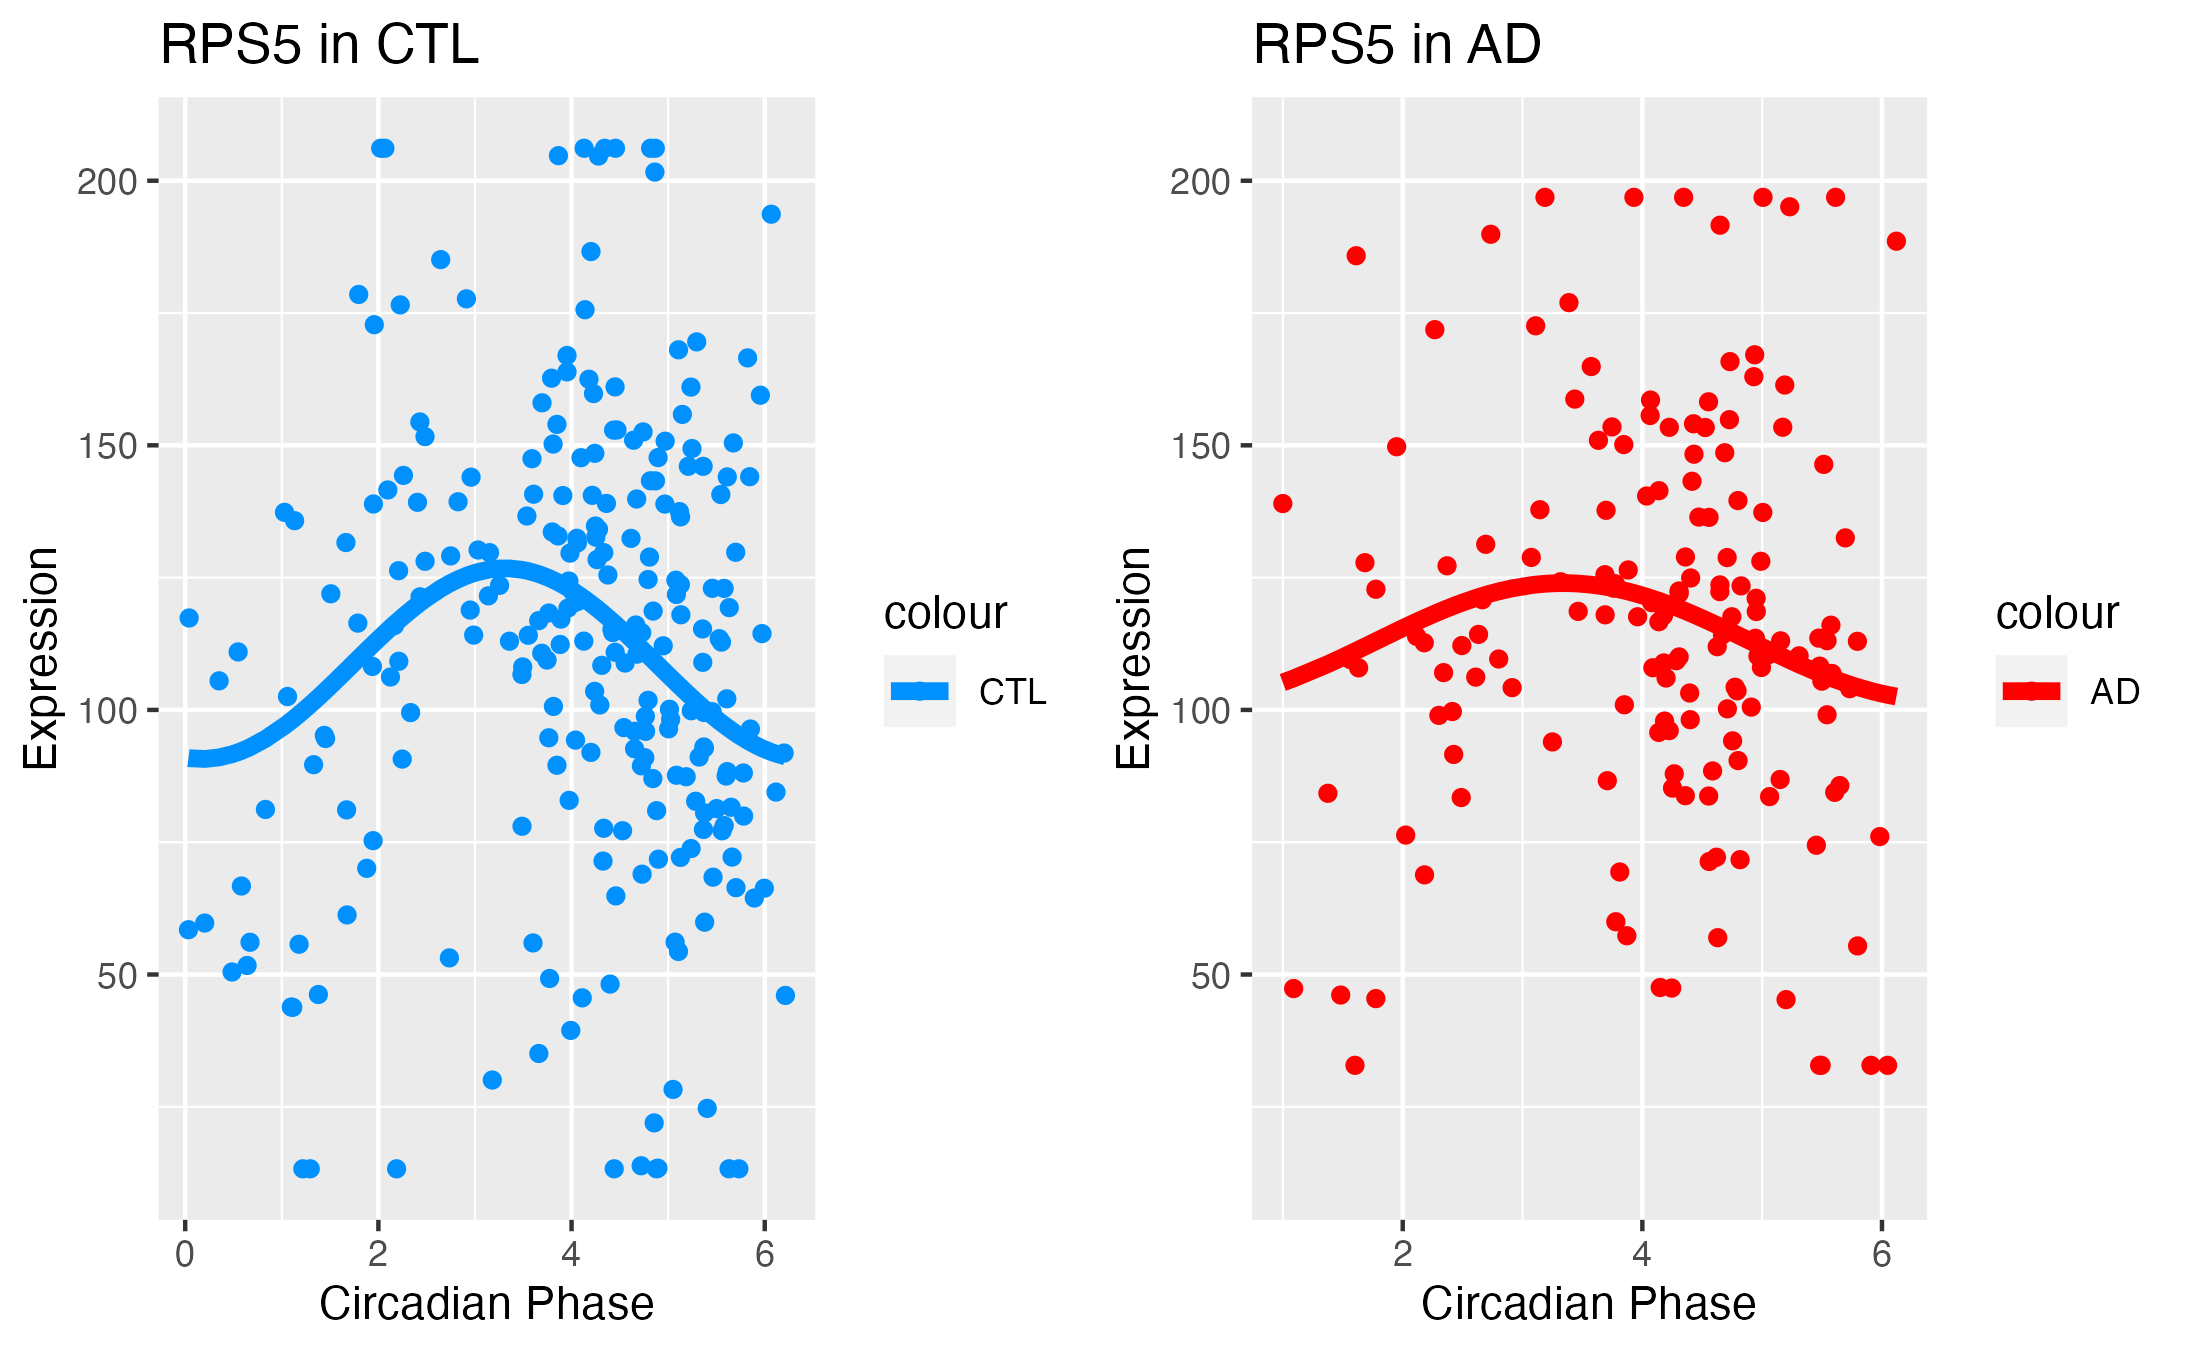 RPS5 in CTL
Expression
200
150
100
50
0 2 4 6
Circadian Phase
colour
CTL
RPS5 in AD
Expression
200
150
100
50
2 4 6
Circadian Phase
colour
AD